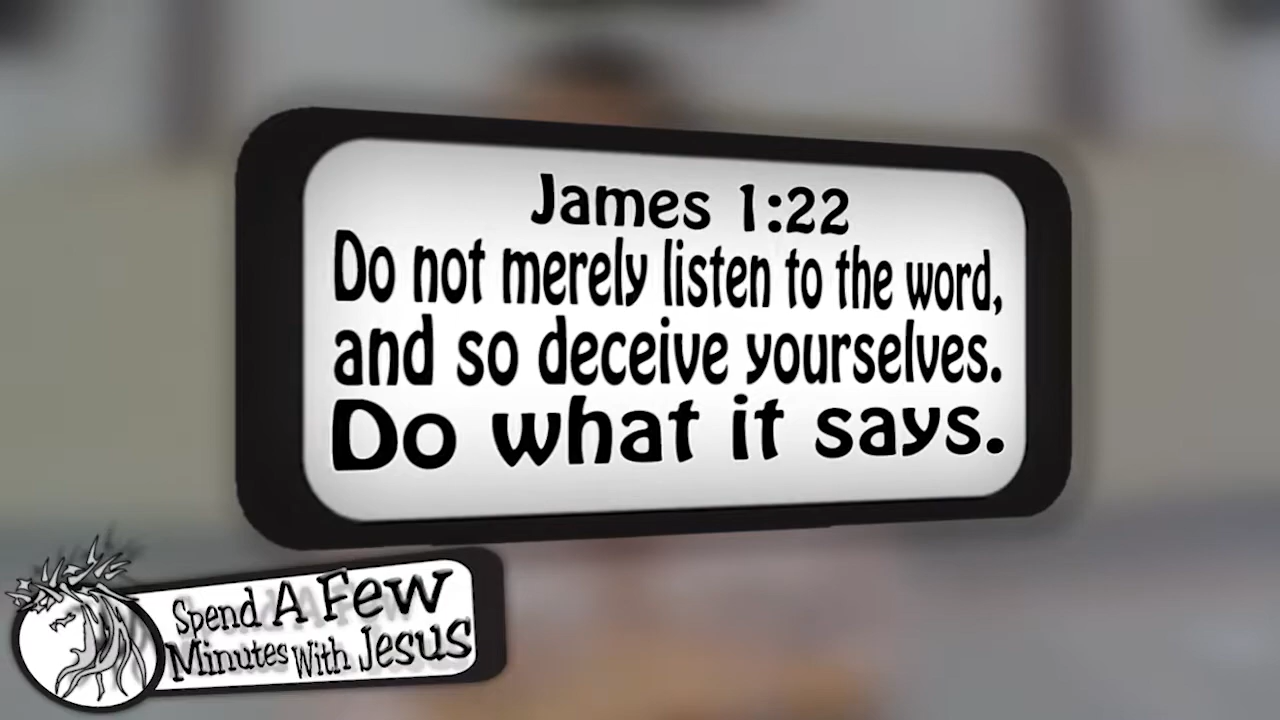 James 1:22
Do not merely listen to the word,
and so deceive yourselves.
Do what it says.
Spend A Few
Minutes With Jesus